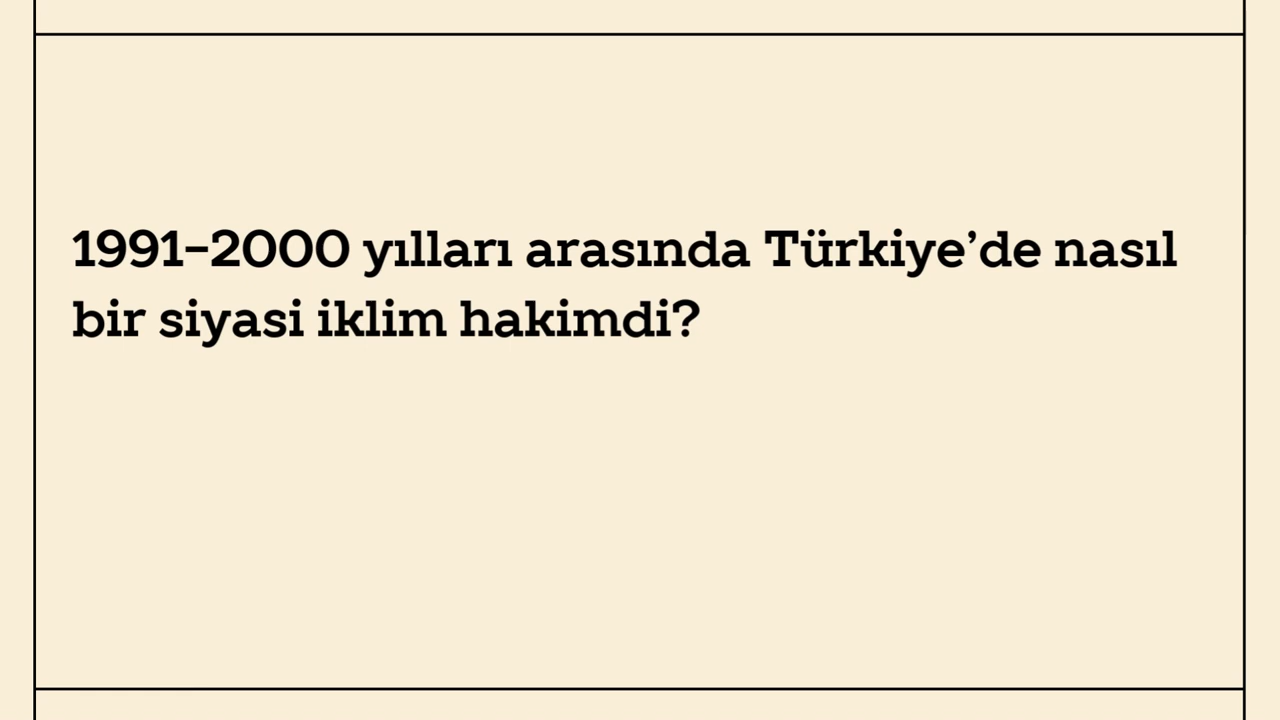 1991–2000 yılları arasında Türkiye’de nasıl
bir siyasi iklim hakimdi?